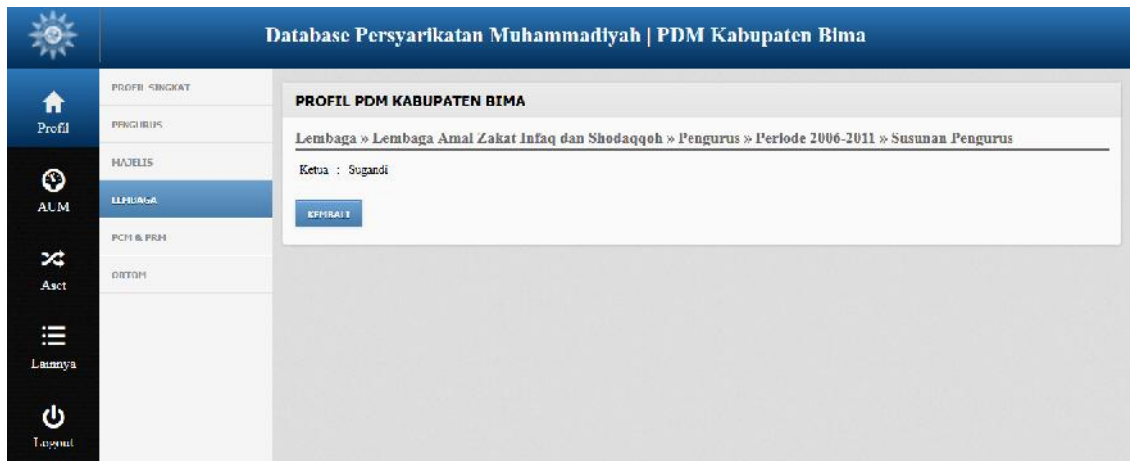 Database Persyarikatan Muhammadiyah | PDM Kabupaten Bima
Profil
AUM
Aset
Lainnya
Logout
PROFIL SINGKAT
PENGURUS
MAJELIS
LEMBAGA
PCM & PRM
ORTOM
PROFIL PDM KABUPATEN BIMA
Lembaga » Lembaga Amal Zakat Infaq dan Shodaqqoh » Pengurus » Periode 2006-2011 » Susunan Pengurus
Ketua : Sugandi
KEMBALI